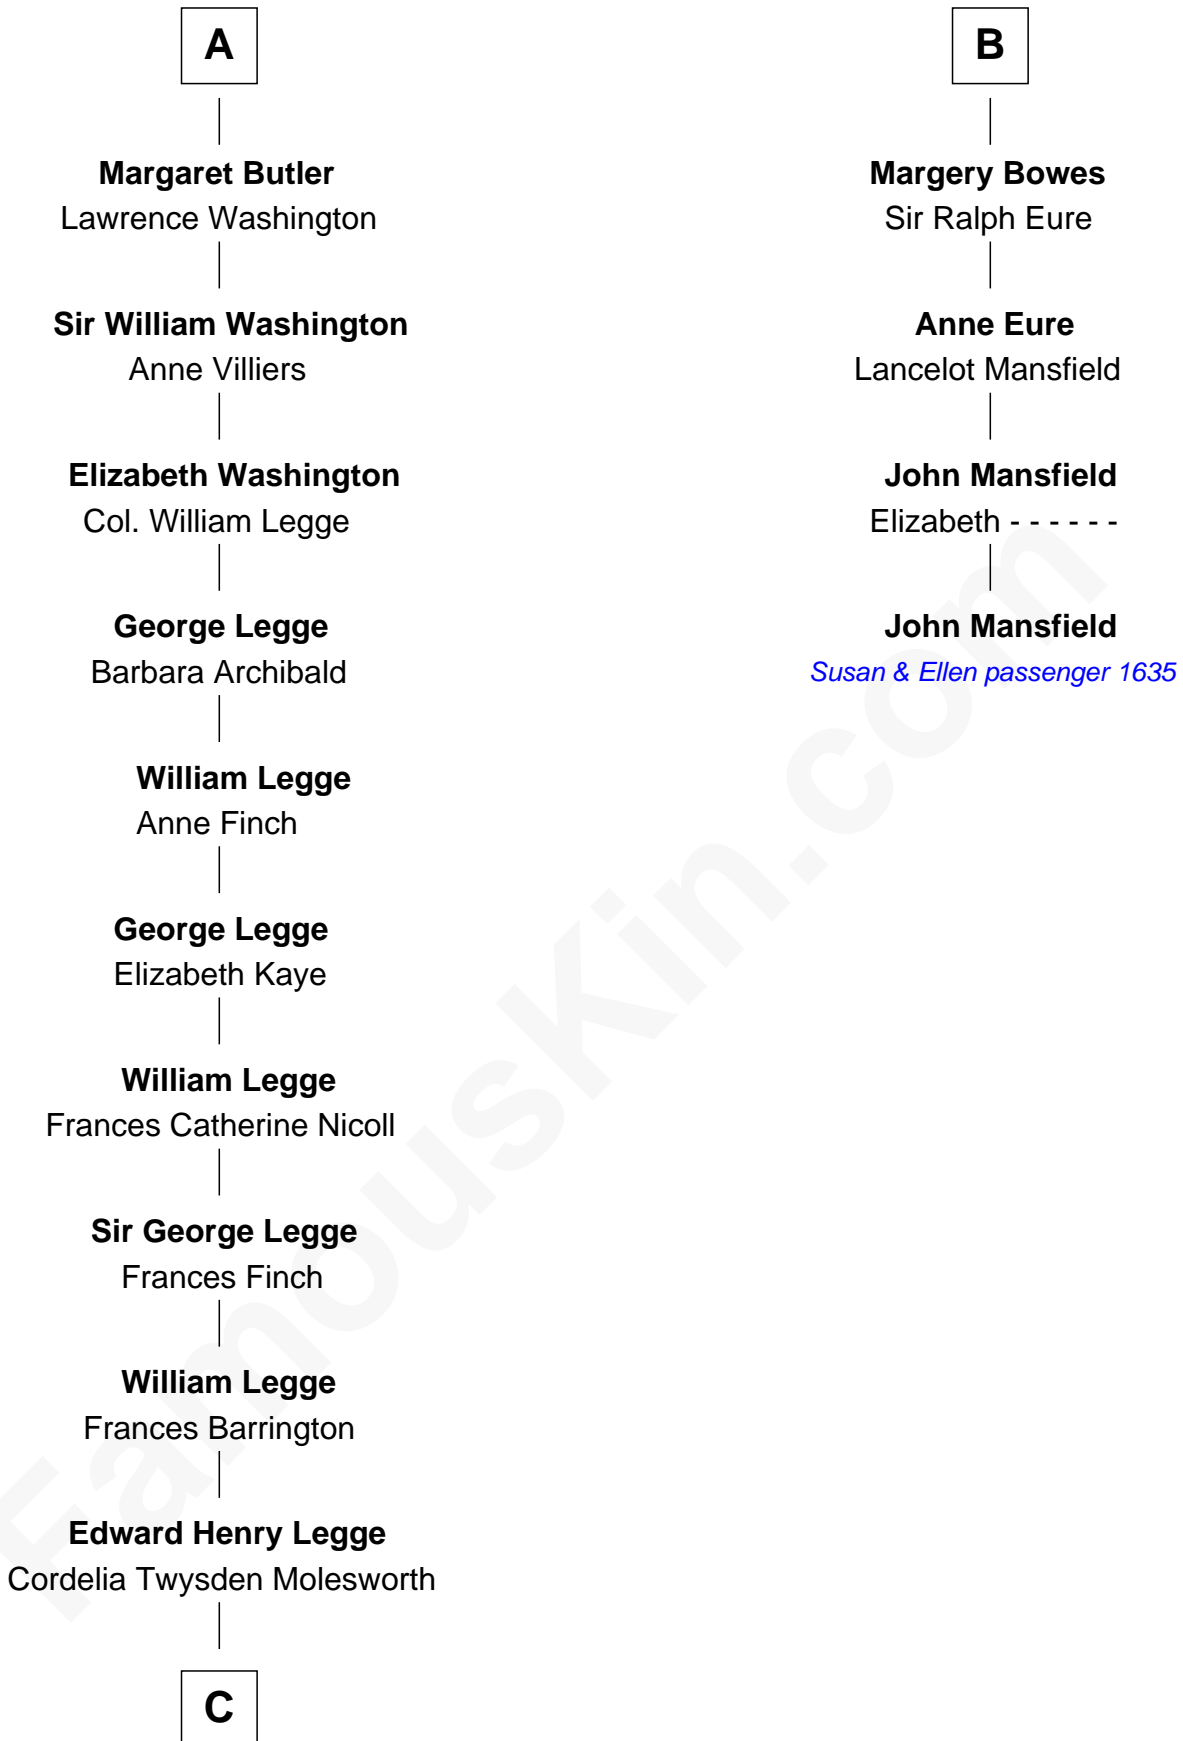 A
Margaret Butler
Lawrence Washington
Sir William Washington
Anne Villiers
Elizabeth Washington
Col. William Legge
George Legge
Barbara Archibald
William Legge
Anne Finch
George Legge
Elizabeth Kaye
William Legge
Frances Catherine Nicoll
Sir George Legge
Frances Finch
William Legge
Frances Barrington
Edward Henry Legge
Cordelia Twysden Molesworth
C
B
Margery Bowes
Sir Ralph Eure
Anne Eure
Lancelot Mansfield
John Mansfield
Elizabeth - - - - - -
John Mansfield
Susan & Ellen passenger 1635
FamousKin.com